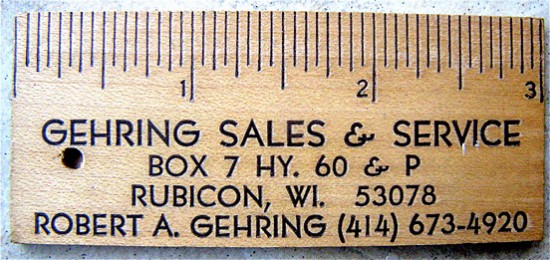 1 2 3
GEHRING SALES & SERVICE
BOX 7 HY. 60 & P
RUBICON, WI. 53078
ROBERT A. GEHRING (414) 673-4920